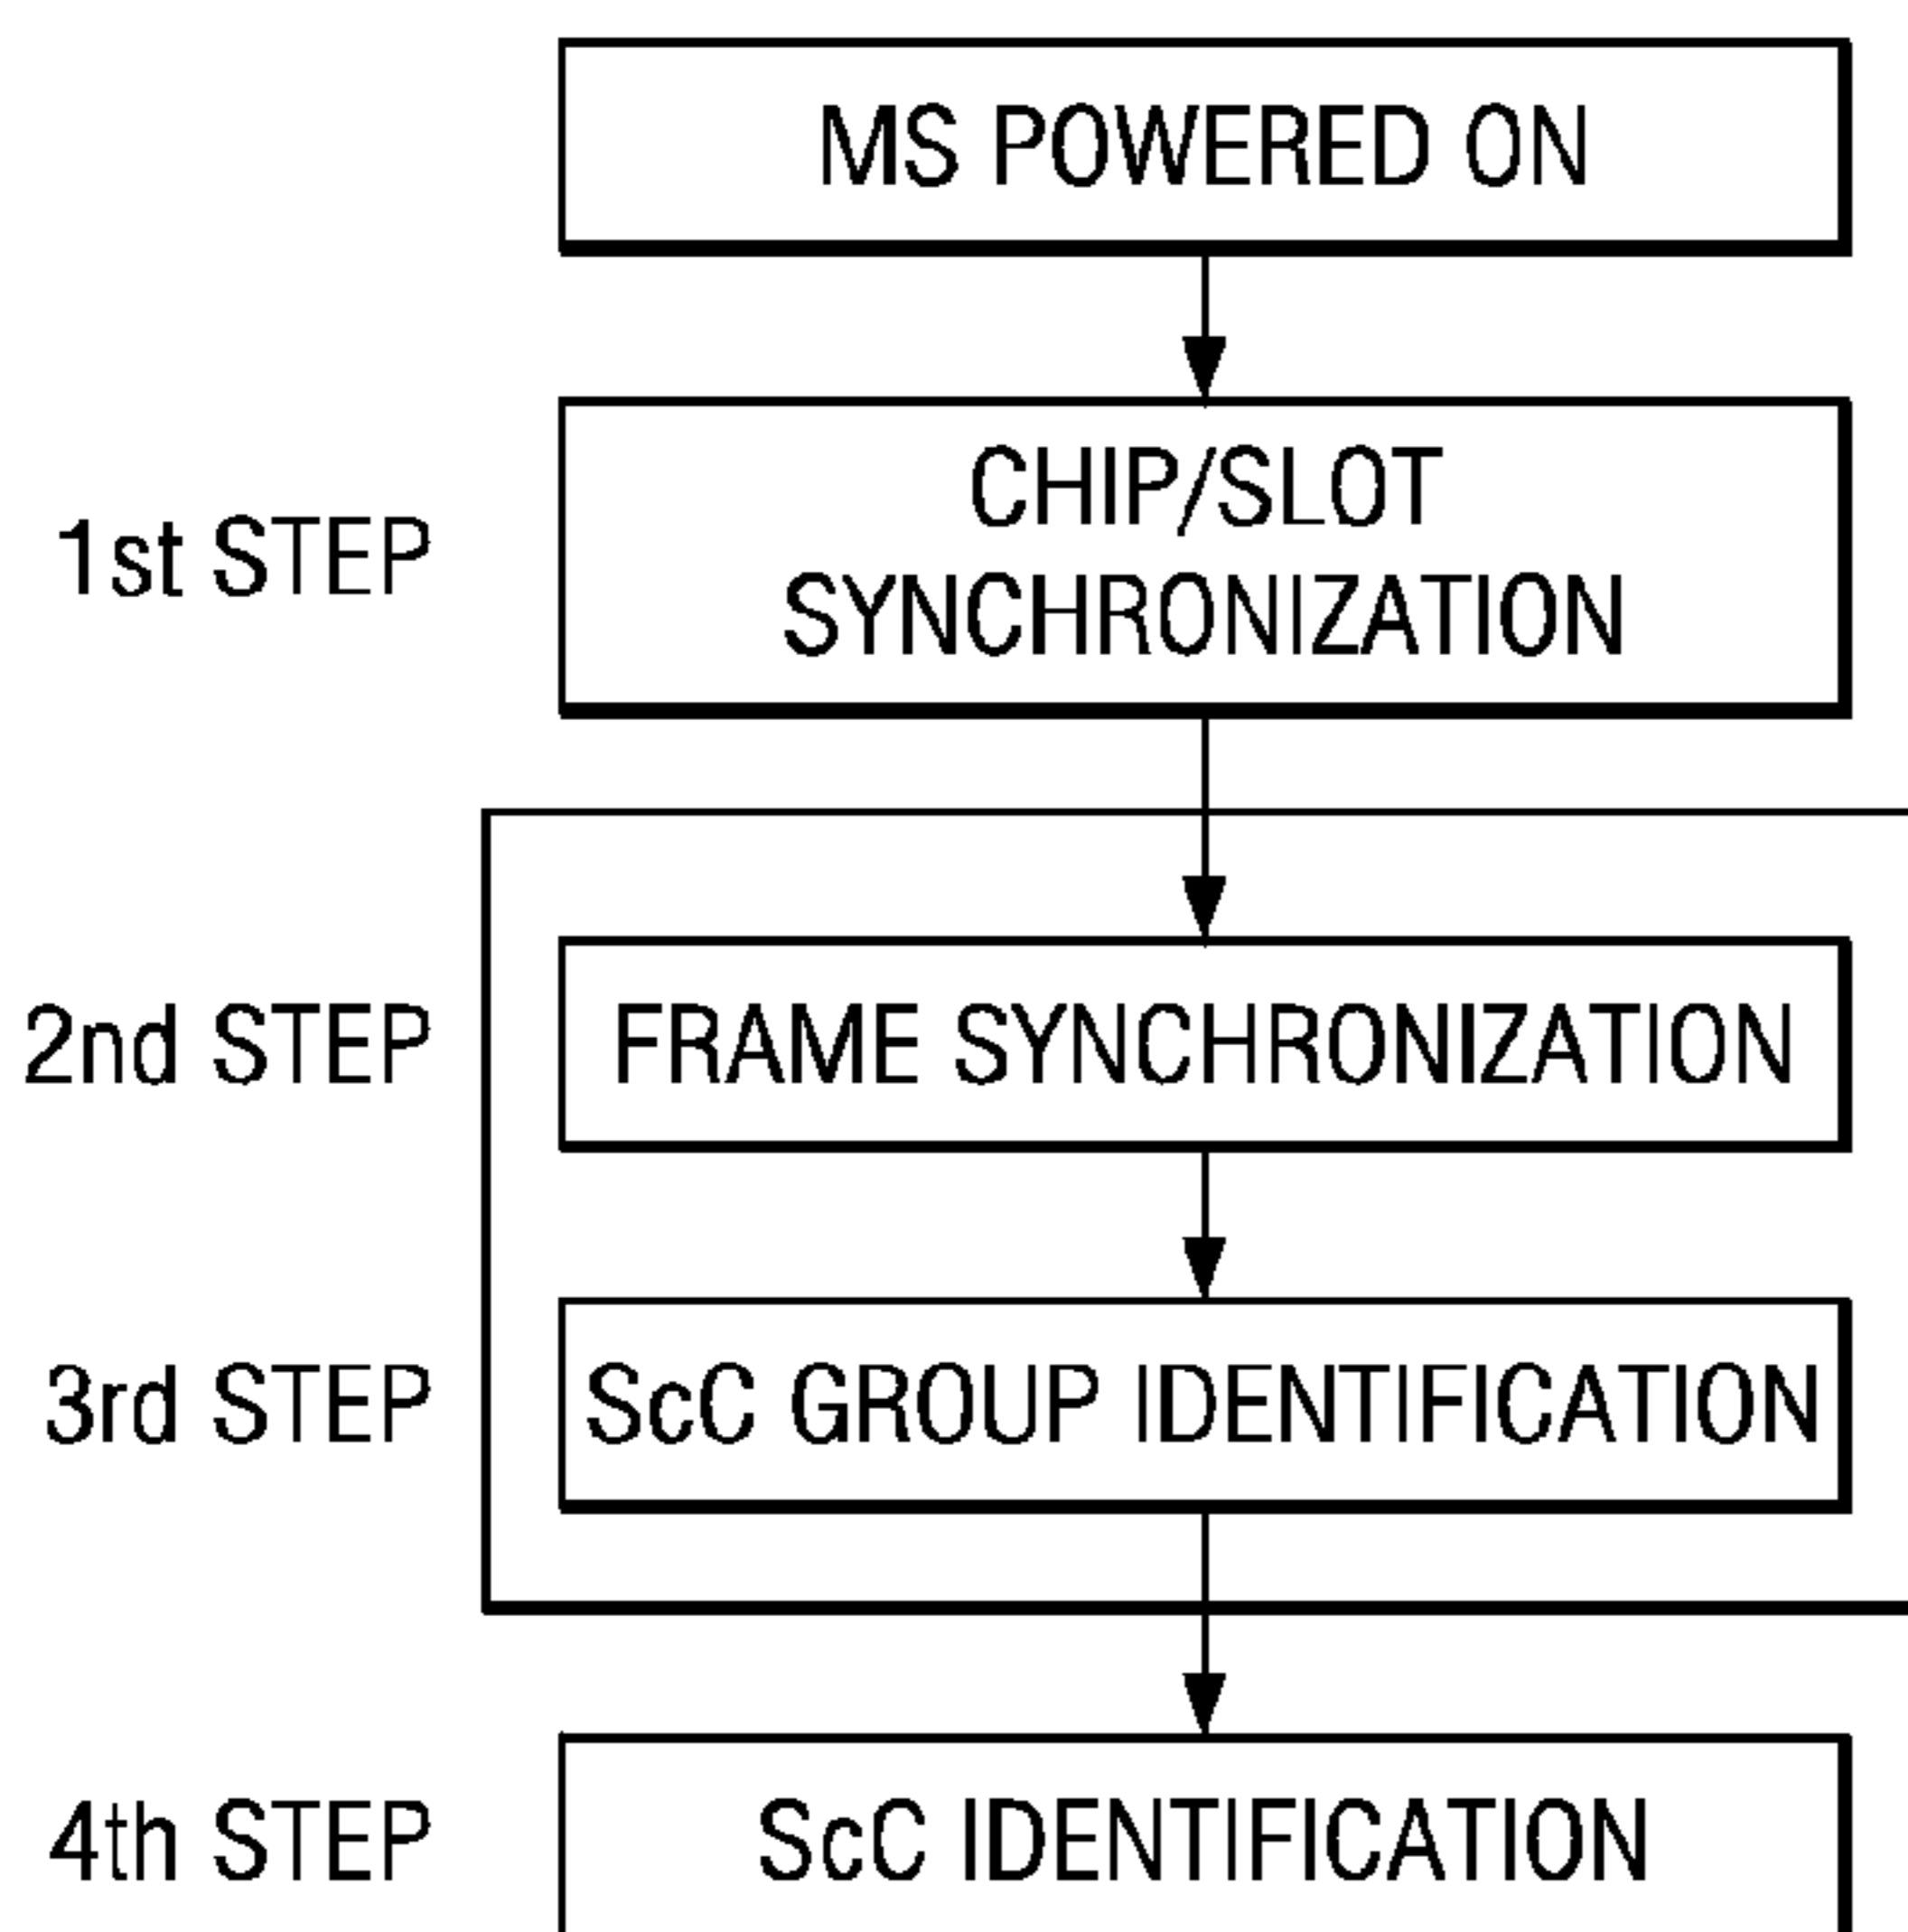 MS POWERED ON
1st STEP
CHIP/SLOT
SYNCHRONIZATION
2nd STEP
FRAME SYNCHRONIZATION
3rd STEP
ScC GROUP IDENTIFICATION
4th STEP
ScC IDENTIFICATION